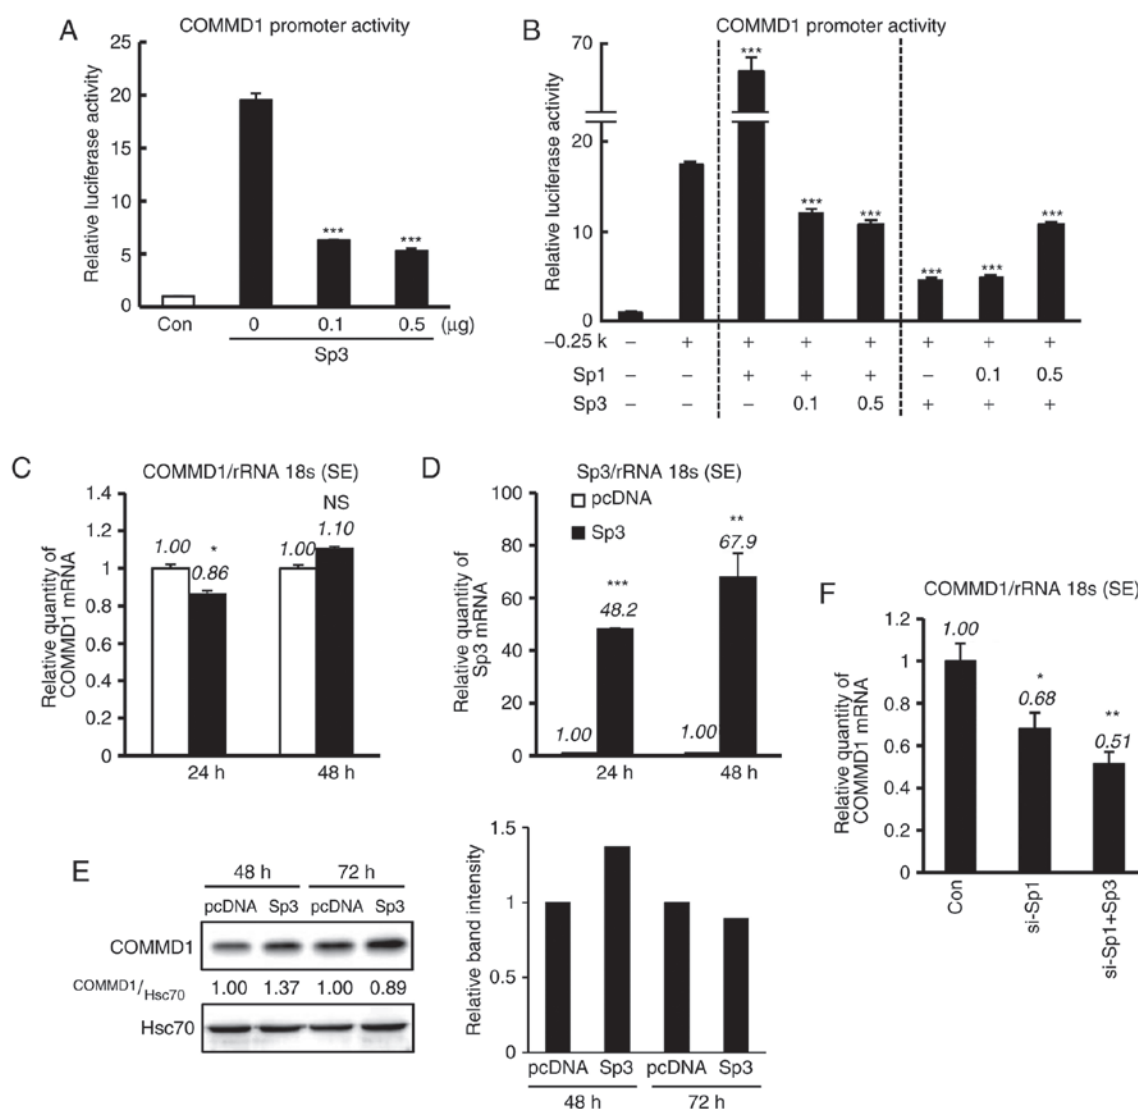 A
COMMD1 promoter activity
Relative luciferase activity
25
20
15
10
5
0
***
***
Con
0
0.1
0.5
(μg)
Sp3
B
COMMD1 promoter activity
Relative luciferase activity
70
20
10
0
***
***
***
***
***
***
−0.25 k − + + + + + + +
Sp1 − − + + + − 0.1 0.5
Sp3 − − − 0.1 0.5 + + +
C
COMMD1/rRNA 18s (SE)
Relative quantity of
COMMD1 mRNA
1.4
1.2
1
0.8
0.6
0.4
0.2
0
1.00
*
0.86
NS
1.00
1.10
24 h
48 h
D
Sp3/rRNA 18s (SE)
pcDNA
Sp3
Relative quantity of
Sp3 mRNA
100
80
60
40
20
0
1.00
***
48.2
1.00
**
67.9
24 h
48 h
E
48 h 72 h
pcDNA Sp3 pcDNA Sp3
COMMD1
COMMD1/Hsc70 1.00 1.37 1.00 0.89
Hsc70
Relative band intensity
1.5
1
0.5
0
pcDNA Sp3 pcDNA Sp3
48 h 72 h
F
COMMD1/rRNA 18s (SE)
Relative quantity of
COMMD1 mRNA
1.2
1
0.8
0.6
0.4
0.2
0
1.00
*
0.68
**
0.51
Con
si-Sp1
si-Sp1+Sp3